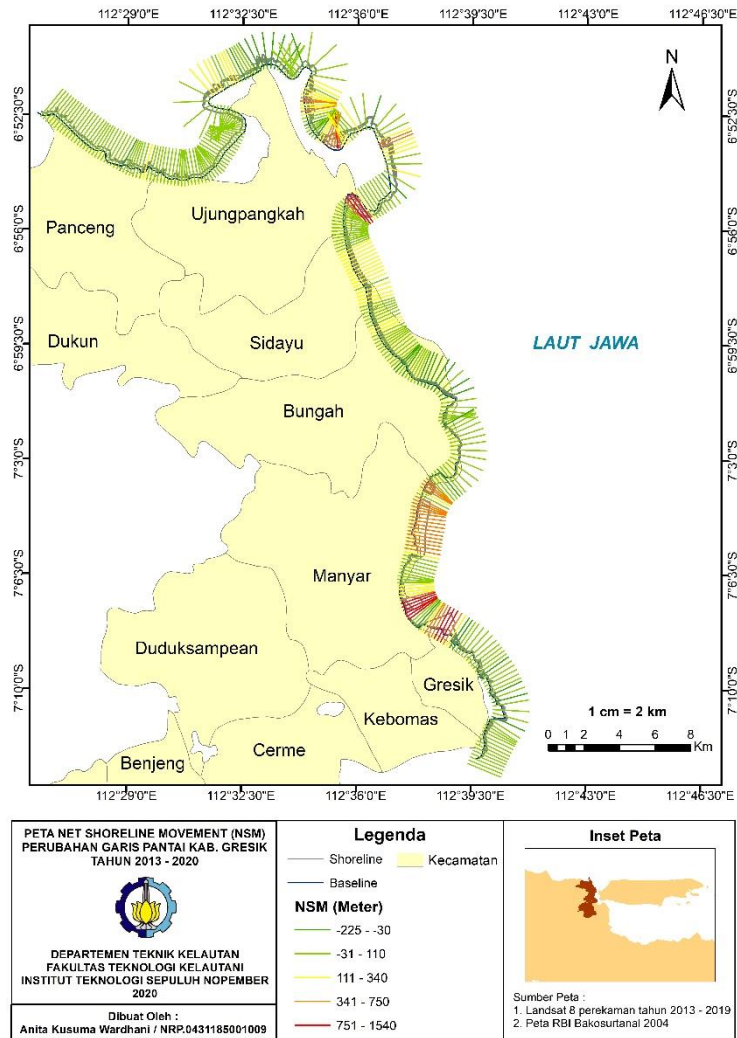 112°29'0"E 112°32'30"E 112°36'0"E 112°39'30"E 112°43'0"E 112°46'30"E
N
6°52'30"S 6°52'30"S
Ujungpangkah
Panceng
6°56'0"S 6°56'0"S
Dukun
Sidayu
LAUT JAWA
6°59'30"S 6°59'30"S
Bungah
7°3'0"S 7°3'0"S
Manyar
7°6'30"S 7°6'30"S
Duduksampean
Gresik
7°10'0"S 7°10'0"S
1 cm = 2 km
Kebomas
0 1 2 4 6 8
Km
Cerme
Benjeng
112°29'0"E 112°32'30"E 112°36'0"E 112°39'30"E 112°43'0"E 112°46'30"E
PETA NET SHORELINE MOVEMENT (NSM)
PERUBAHAN GARIS PANTAI KAB. GRESIK
TAHUN 2013 - 2020
DEPARTEMEN TEKNIK KELAUTAN
FAKULTAS TEKNOLOGI KELAUTANI
INSTITUT TEKNOLOGI SEPULUH NOPEMBER
2020
Dibuat Oleh :
Anita Kusuma Wardhani / NRP.0431185001009
Legenda
Shoreline Kecamatan
Baseline
NSM (Meter)
-225 - -30
-31 - 110
111 - 340
341 - 750
751 - 1540
Inset Peta
Sumber Peta :
1. Landsat 8 perekaman tahun 2013 - 2019
2. Peta RBI Bakosurtanal 2004